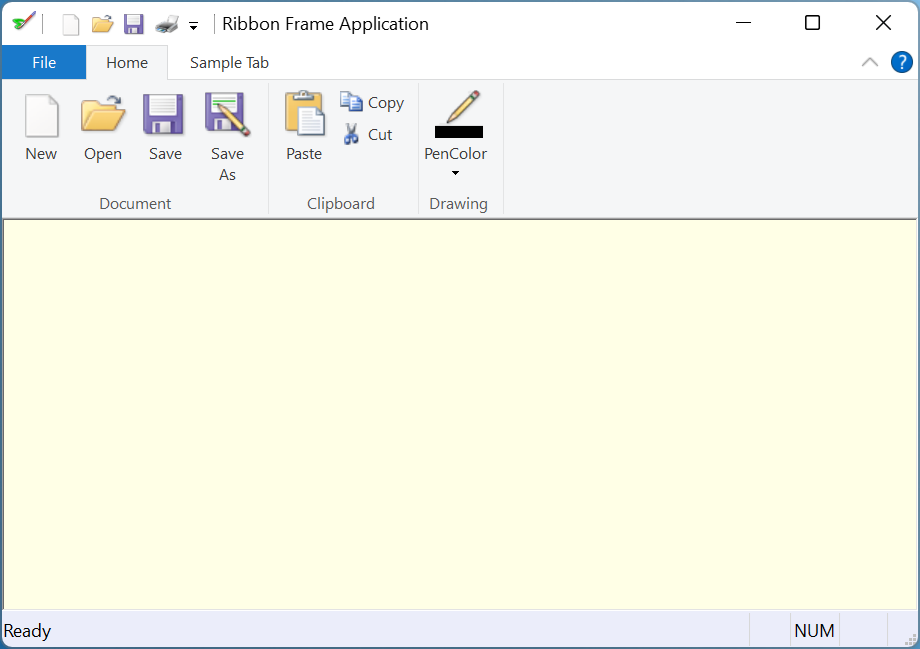 Ribbon Frame Application
File Home Sample Tab ?
New Open Save Save As
Paste Copy
Cut
PenColor
Document Clipboard Drawing
Ready NUM